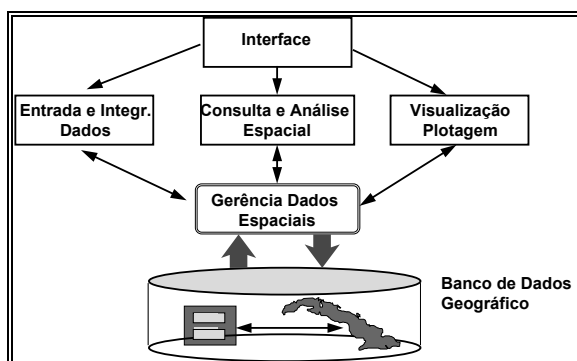 Interface
Entrada e Integr.
Dados
Consulta e Análise
Espacial
Visualização
Plotagem
Gerência Dados
Espaciais
Banco de Dados
Geográfico